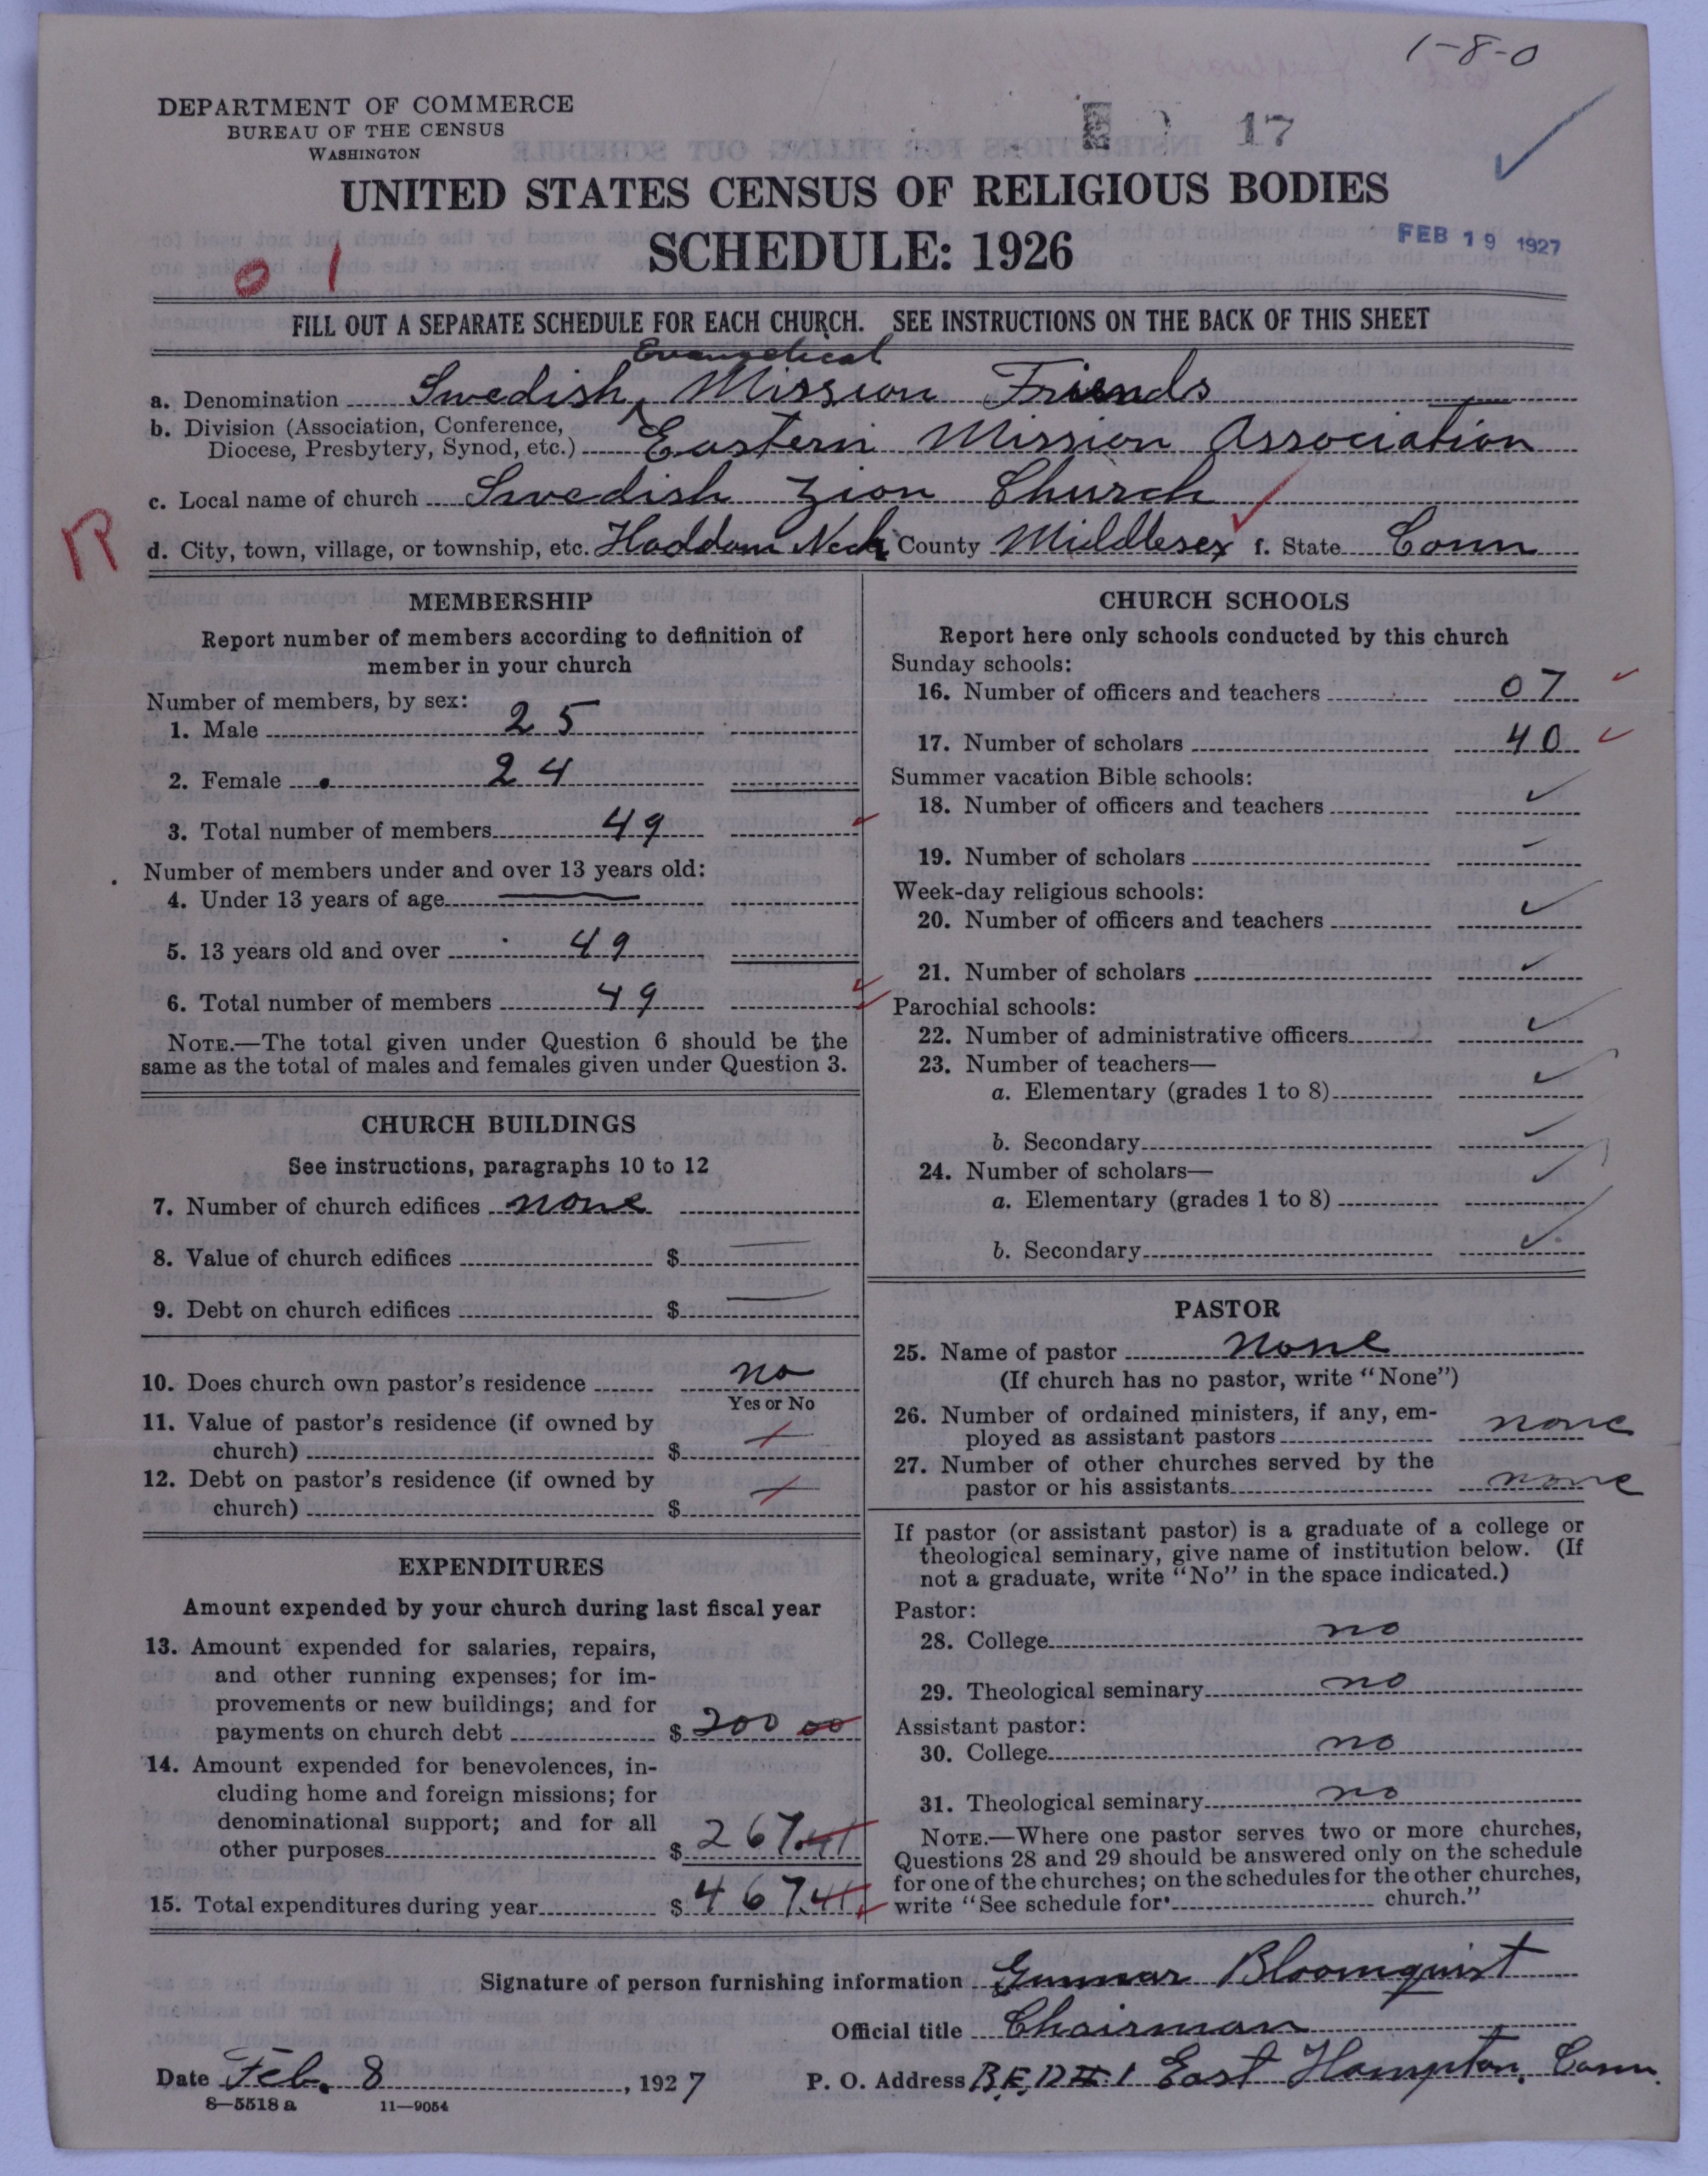 1-8-0
DEPARTMENT OF COMMERCE
BUREAU OF THE CENSUS
WASHINGTON
17
UNITED STATES CENSUS OF RELIGIOUS BODIES
SCHEDULE: 1926
FEB 19 1927
0 1
FILL OUT A SEPARATE SCHEDULE FOR EACH CHURCH. SEE INSTRUCTIONS ON THE BACK OF THIS SHEET
Evangelical
a. Denomination Swedish ^ Mission Friends
b. Division (Association, Conference,
Diocese, Presbytery, Synod, etc.) Eastern Mission Association
c. Local name of church Swedish Zion Church
R
d. City, town, village, or township, etc. Haddam Neck County Middlesex f. State Conn
MEMBERSHIP
Report number of members according to definition of
member in your church
Number of members, by sex:
1. Male 25
2. Female 24
3. Total number of members 49
Number of members under and over 13 years old:
4. Under 13 years of age
5. 13 years old and over 49
6. Total number of members 49
NOTE.—The total given under Question 6 should be the
same as the total of males and females given under Question 3.
CHURCH BUILDINGS
See instructions, paragraphs 10 to 12
7. Number of church edifices none
8. Value of church edifices $
9. Debt on church edifices $
10. Does church own pastor's residence no
Yes or No
11. Value of pastor's residence (if owned by
church) $
12. Debt on pastor's residence (if owned by
church) $
EXPENDITURES
Amount expended by your church during last fiscal year
13. Amount expended for salaries, repairs,
and other running expenses; for im-
provements or new buildings; and for
payments on church debt $ 200 00
14. Amount expended for benevolences, in-
cluding home and foreign missions; for
denominational support; and for all
other purposes $ 267.41
15. Total expenditures during year $ 467.41
CHURCH SCHOOLS
Report here only schools conducted by this church
Sunday schools:
16. Number of officers and teachers 07
17. Number of scholars 40
Summer vacation Bible schools:
18. Number of officers and teachers
19. Number of scholars
Week-day religious schools:
20. Number of officers and teachers
21. Number of scholars
Parochial schools:
22. Number of administrative officers
23. Number of teachers—
a. Elementary (grades 1 to 8)
b. Secondary
24. Number of scholars—
a. Elementary (grades 1 to 8)
b. Secondary
PASTOR
25. Name of pastor none
(If church has no pastor, write "None")
26. Number of ordained ministers, if any, em-
ployed as assistant pastors none
27. Number of other churches served by the
pastor or his assistants none
If pastor (or assistant pastor) is a graduate of a college or
theological seminary, give name of institution below. (If
not a graduate, write "No" in the space indicated.)
Pastor:
28. College no
29. Theological seminary no
Assistant pastor:
30. College no
31. Theological seminary no
NOTE.—Where one pastor serves two or more churches,
Questions 28 and 29 should be answered only on the schedule
for one of the churches; on the schedules for the other churches,
write "See schedule for church."
Signature of person furnishing information Gunnar Bloomquist
Official title Chairman
Date Feb. 8, 1927 P. O. Address R.F.D #1 East Hampton, Conn.
8—5518 a 11—9054